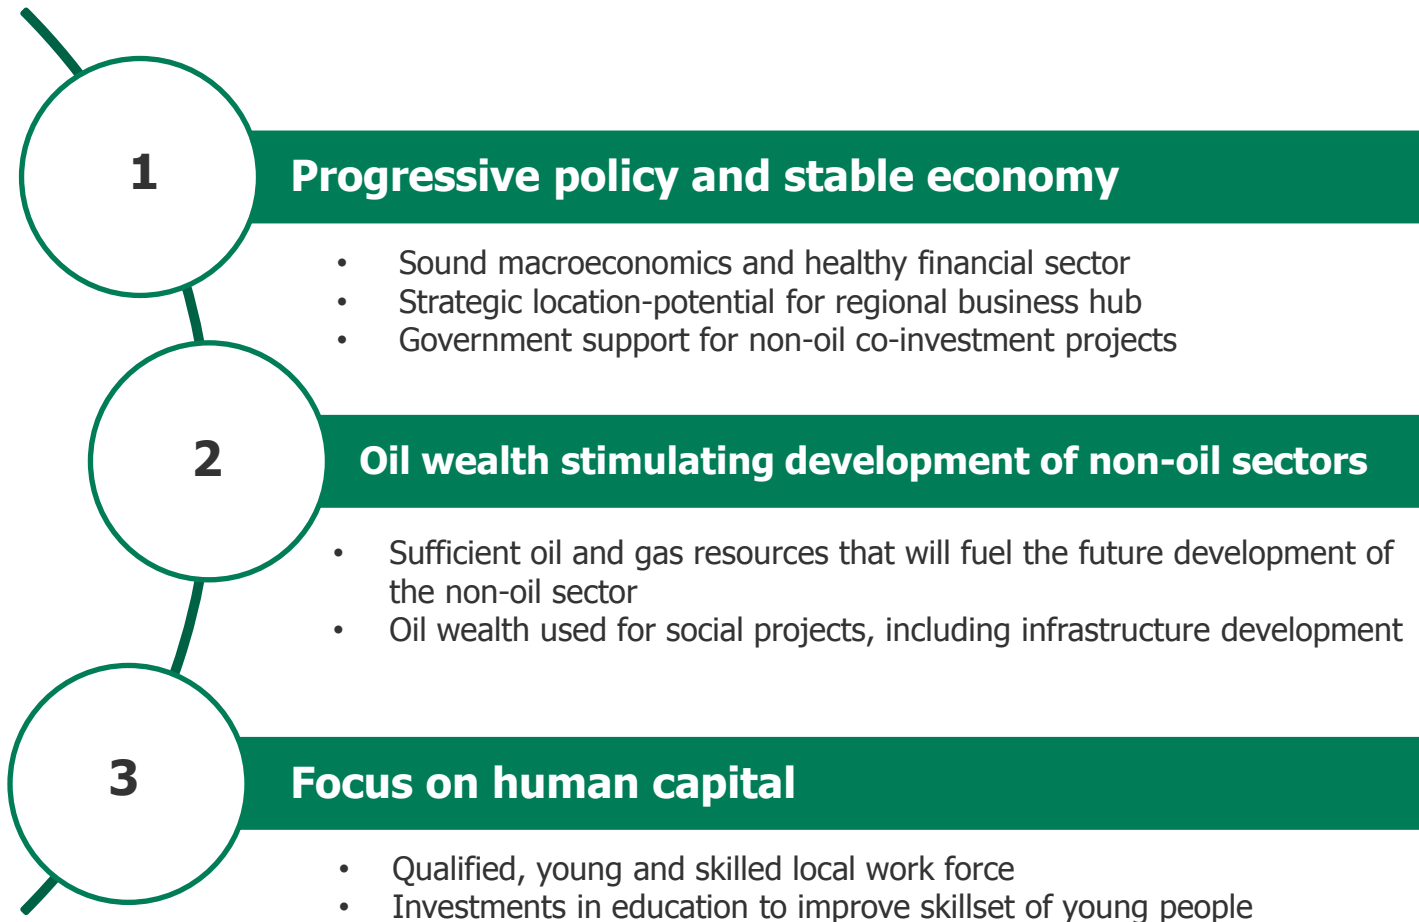 1
Progressive policy and stable economy
• Sound macroeconomics and healthy financial sector
• Strategic location-potential for regional business hub
• Government support for non-oil co-investment projects
2
Oil wealth stimulating development of non-oil sectors
• Sufficient oil and gas resources that will fuel the future development of
the non-oil sector
• Oil wealth used for social projects, including infrastructure development
3
Focus on human capital
• Qualified, young and skilled local work force
• Investments in education to improve skillset of young people